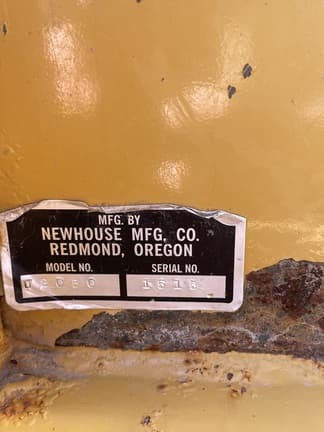 MFG. BY
NEWHOUSE MFG. CO.
REDMOND, OREGON
MODEL NO. SERIAL NO.